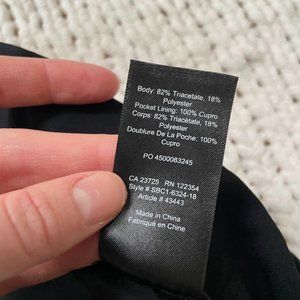 Body: 82% Triacetate, 18%
Polyester
Pocket Lining: 100% Cupro
Corps: 82% Triacétate, 18%
Polyester
Doublure De La Poche: 100%
Cupro
PO 4500083245
CA 23725 RN 122354
Style # SBC1-6324-18
Article # 43443
Made in China
Fabriqué en Chine